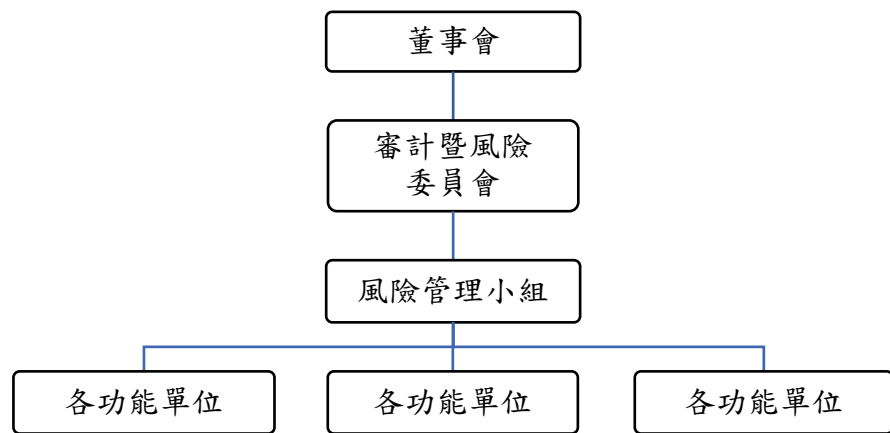 董事會
審計暨風險
委員會
風險管理小組
各功能單位
各功能單位
各功能單位